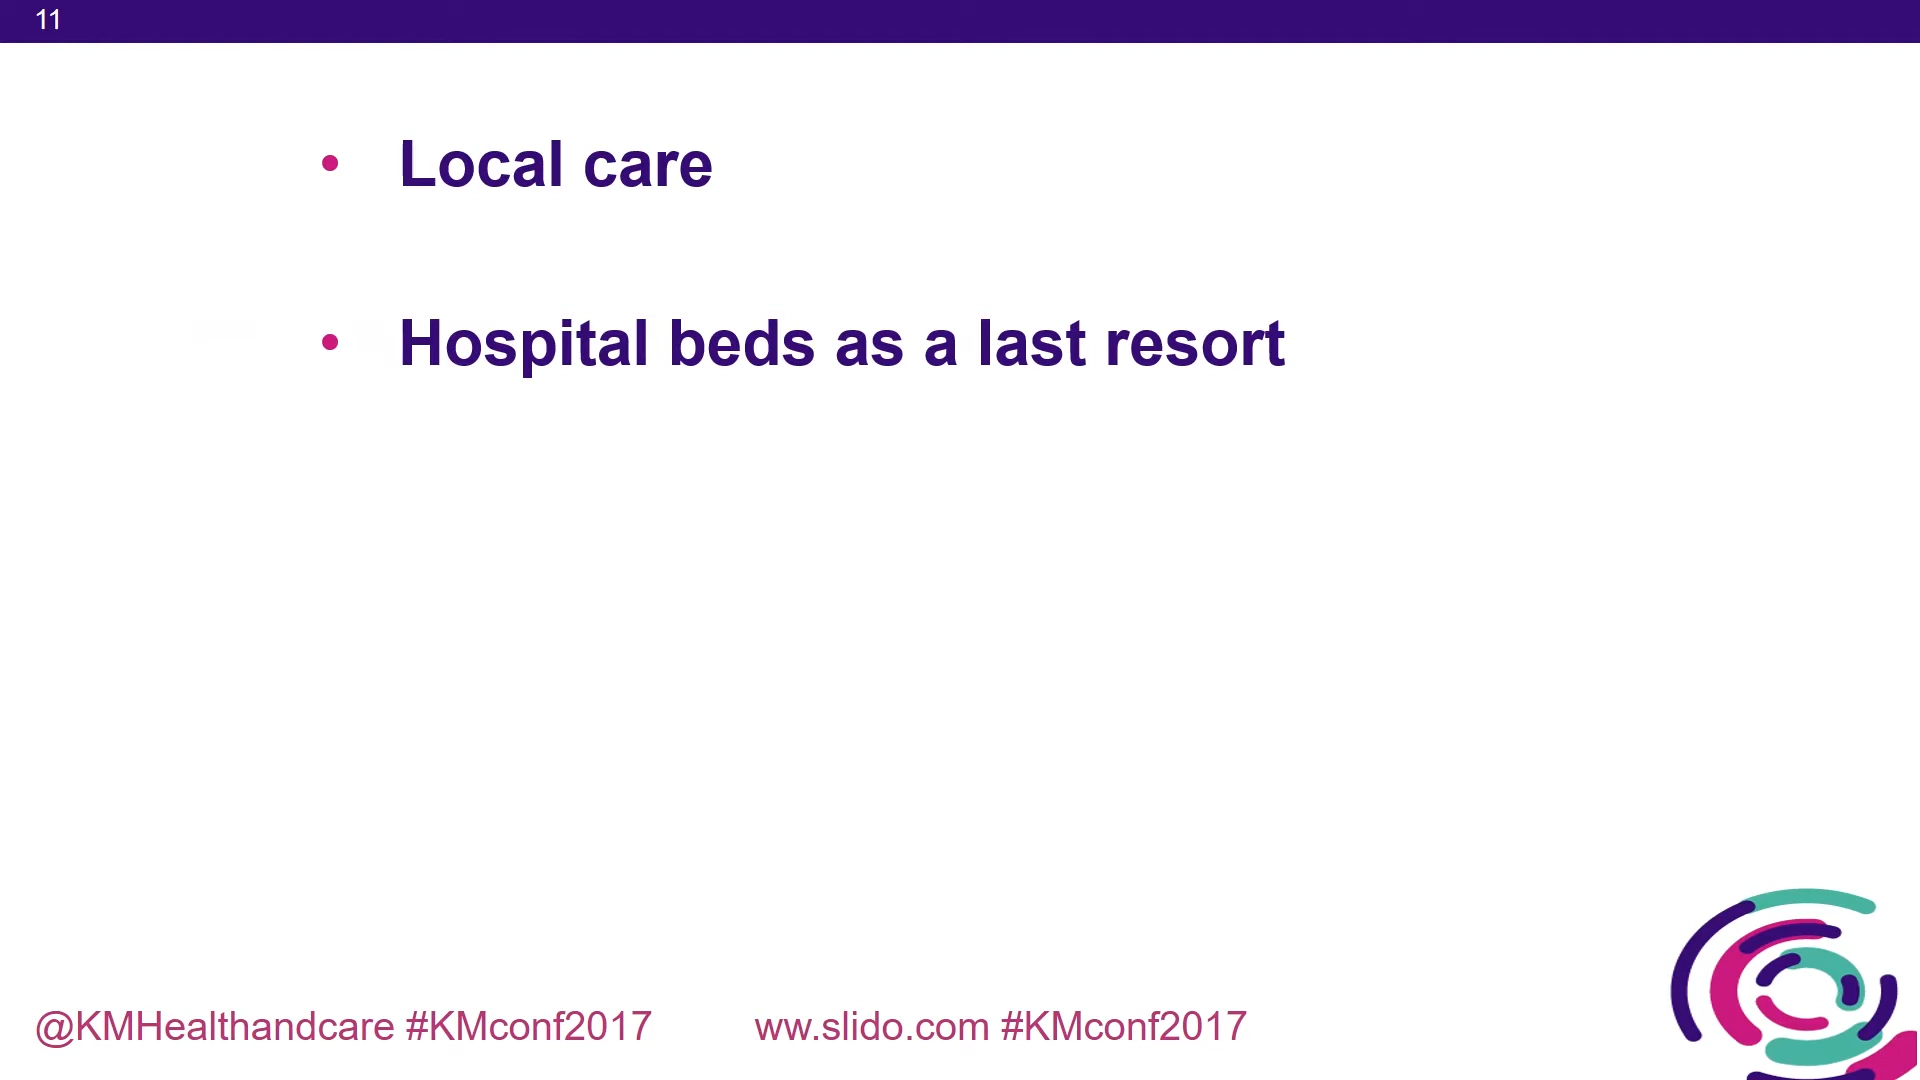 11
• Local care
• Hospital beds as a last resort
@KMHealthandcare #KMconf2017 ww.slido.com #KMconf2017